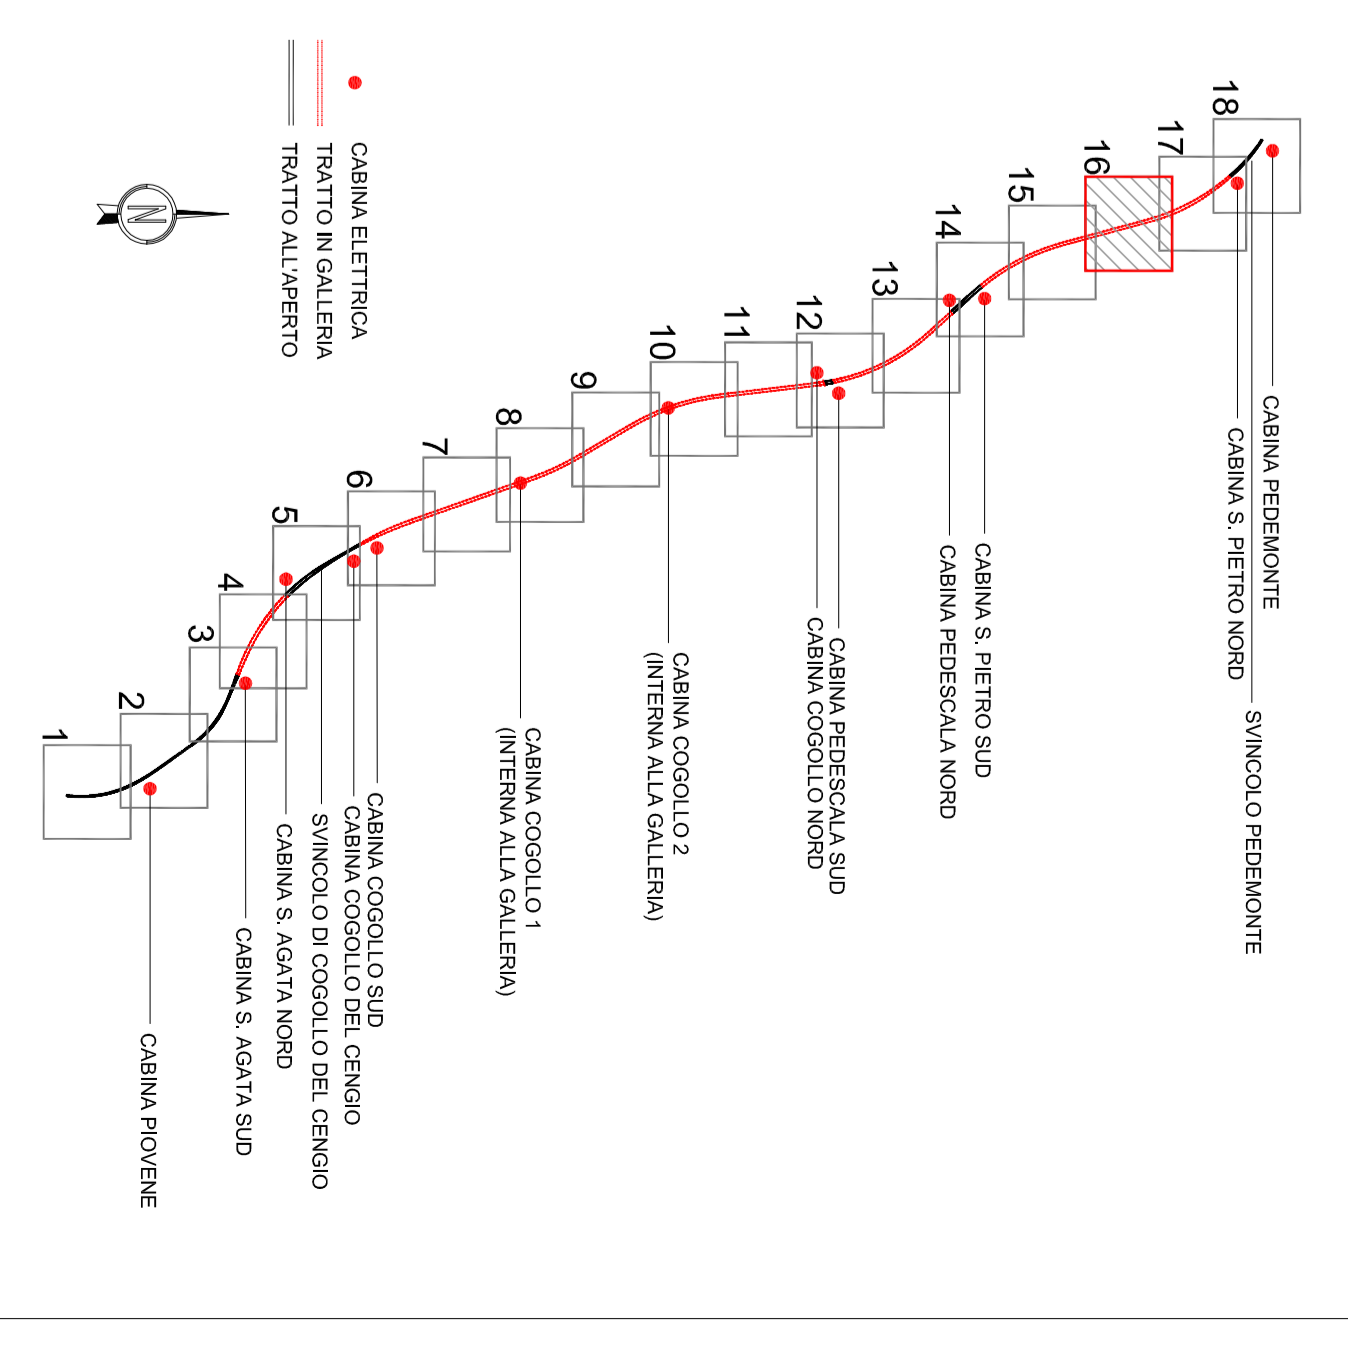 CABINA ELETTRICA
TRATTO IN GALLERIA
TRATTO ALL'APERTO
N
18
17
16
15
14
13
12
11
10
9
8
7
6
5
4
3
2
1
CABINA PEDEMONTE
SVINCOLO PEDEMONTE
CABINA S. PIETRO NORD
CABINA S. PIETRO SUD
CABINA PEDESCALA NORD
CABINA PEDESCALA SUD
CABINA COGOLLO NORD
CABINA COGOLLO 2
(INTERNA ALLA GALLERIA)
CABINA COGOLLO 1
(INTERNA ALLA GALLERIA)
CABINA COGOLLO SUD
CABINA COGOLLO DEL CENGIO
SVINCOLO DI COGOLLO DEL CENGIO
CABINA S. AGATA NORD
CABINA S. AGATA SUD
CABINA PIOVENE